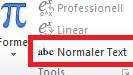 Professionell
Linear
Forme
abc Normaler Text
Tools